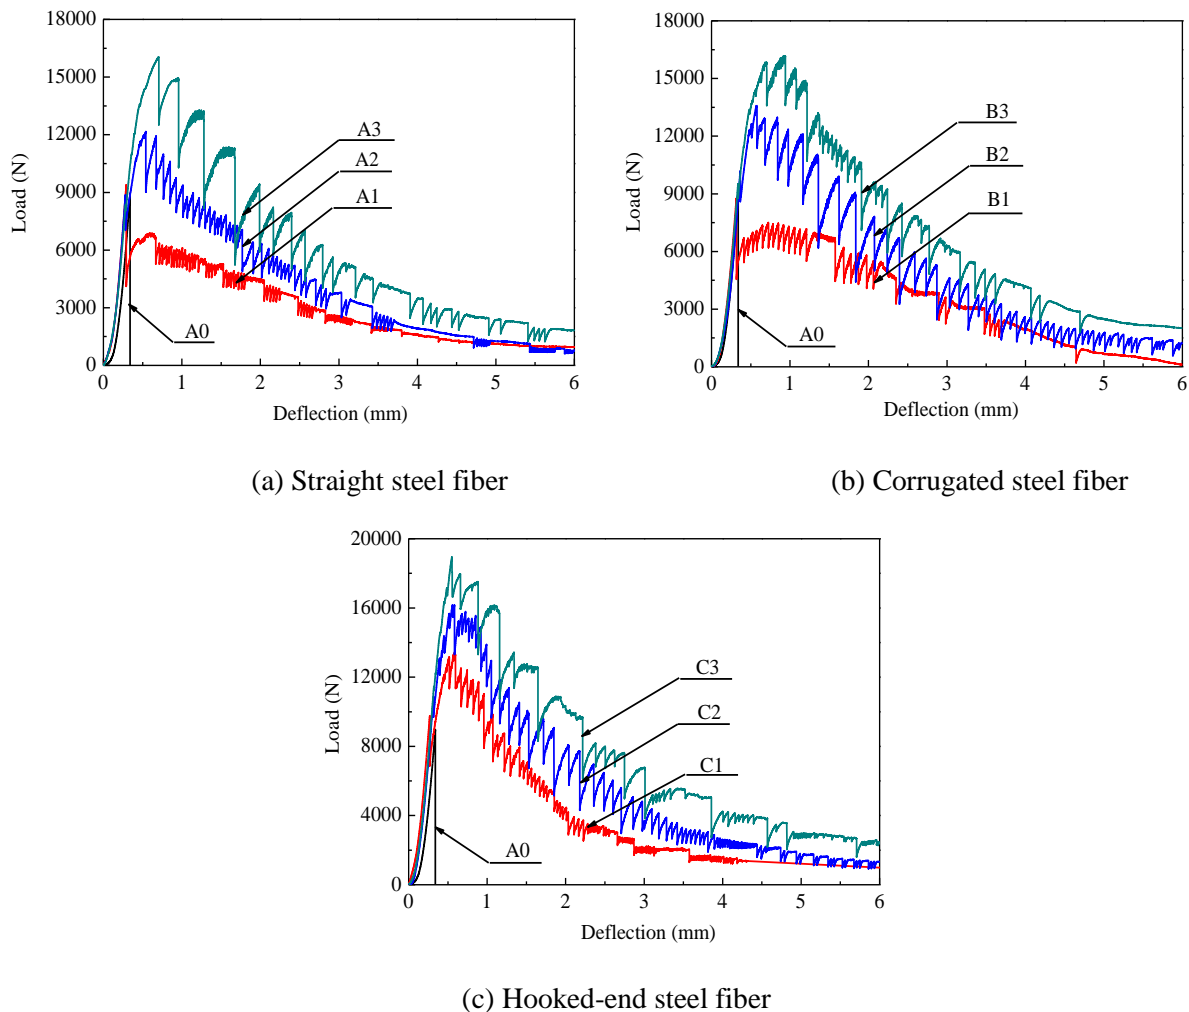 18000
15000
12000
9000
6000
3000
0
Load (N)
A3
A2
A1
A0
0 1 2 3 4 5 6
Deflection (mm)
(a) Straight steel fiber
18000
15000
12000
9000
6000
3000
0
Load (N)
B3
B2
B1
A0
0 1 2 3 4 5 6
Deflection (mm)
(b) Corrugated steel fiber
20000
16000
12000
8000
4000
0
Load (N)
C3
C2
C1
A0
0 1 2 3 4 5 6
Deflection (mm)
(c) Hooked-end steel fiber